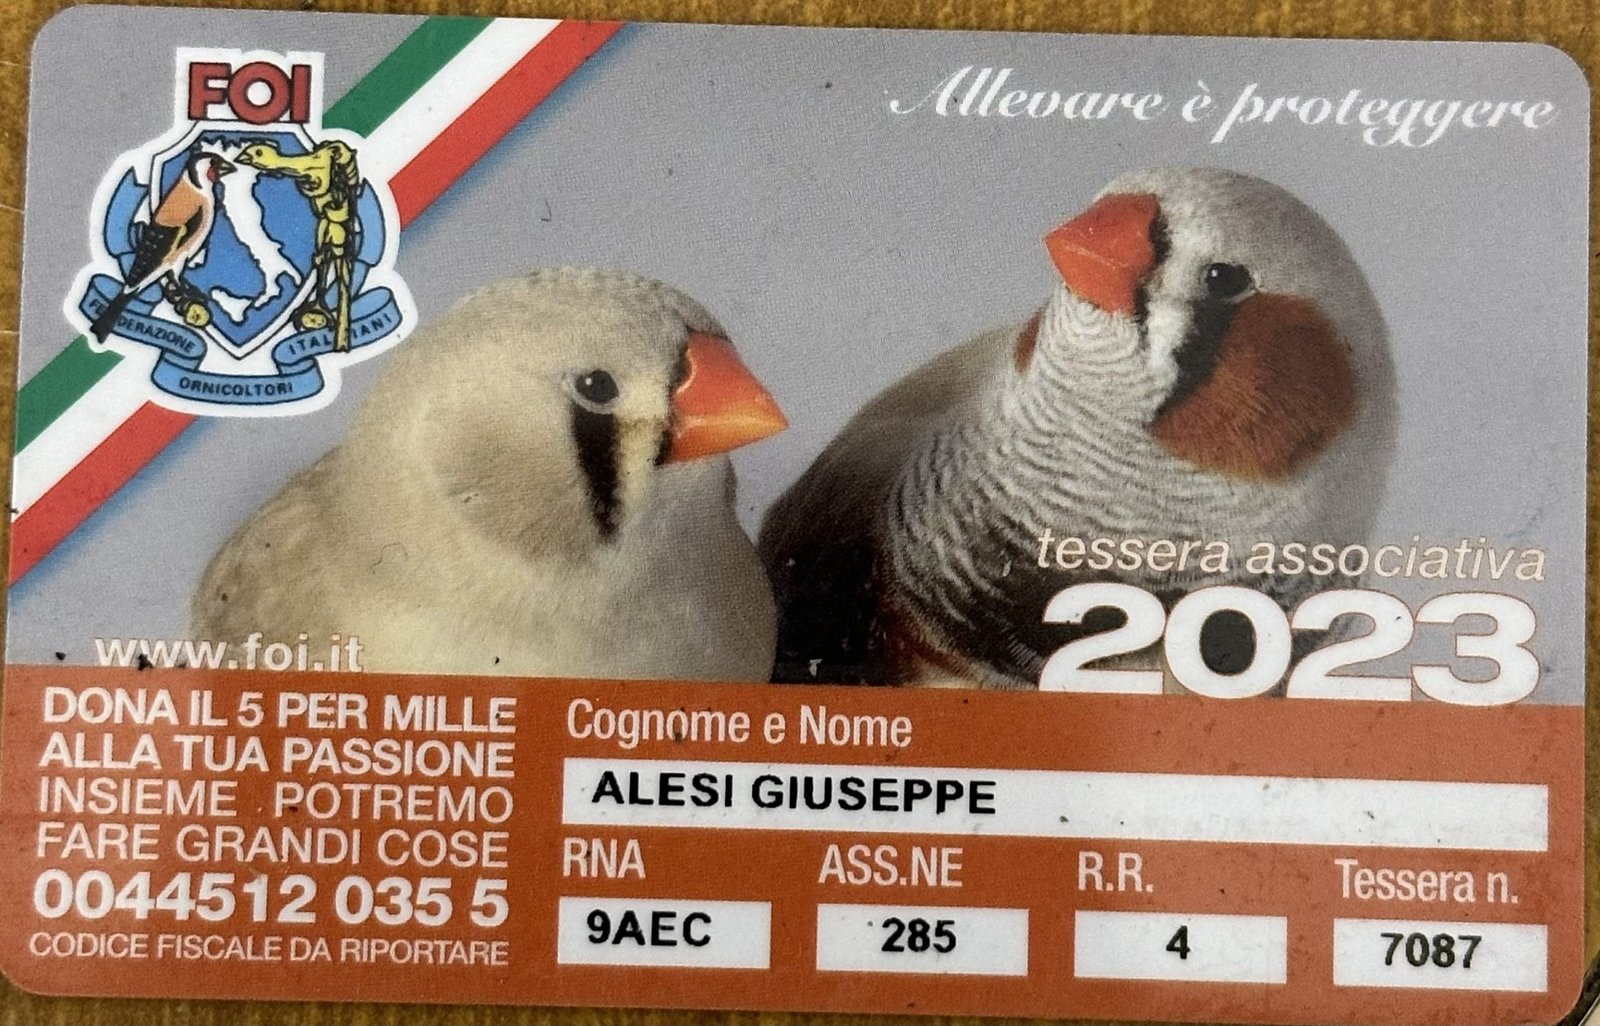 FOI
FEDERAZIONE
ORNICOLTORI
ITALIANI
Allevare è proteggere
tessera associativa
2023
www.foi.it
DONA IL 5 PER MILLE
ALLA TUA PASSIONE
INSIEME POTREMO
FARE GRANDI COSE
0044512 035 5
CODICE FISCALE DA RIPORTARE
Cognome e Nome
ALESI GIUSEPPE
RNA ASS.NE R.R. Tessera n.
9AEC 285 4 7087